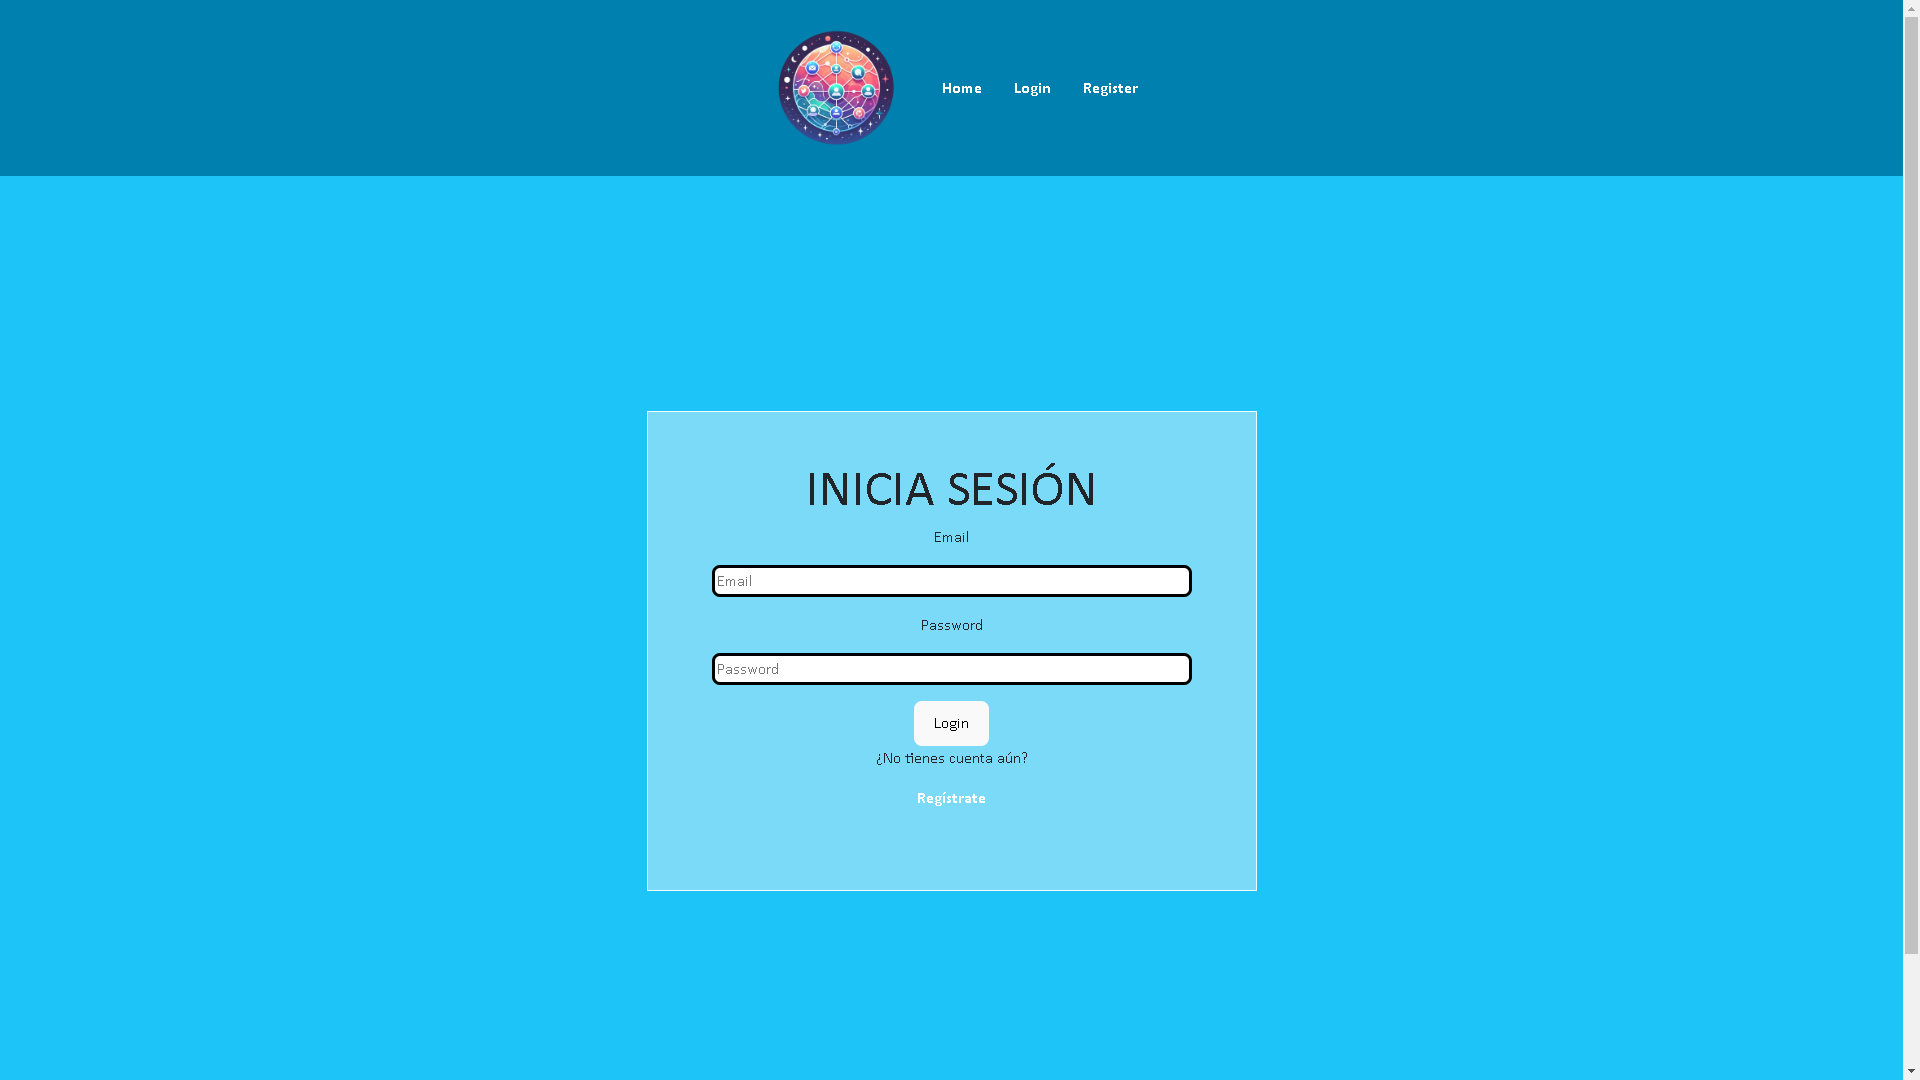 Home Login Register
INICIA SESIÓN
Email
Email
Password
Password
Login
¿No tienes cuenta aún?
Regístrate